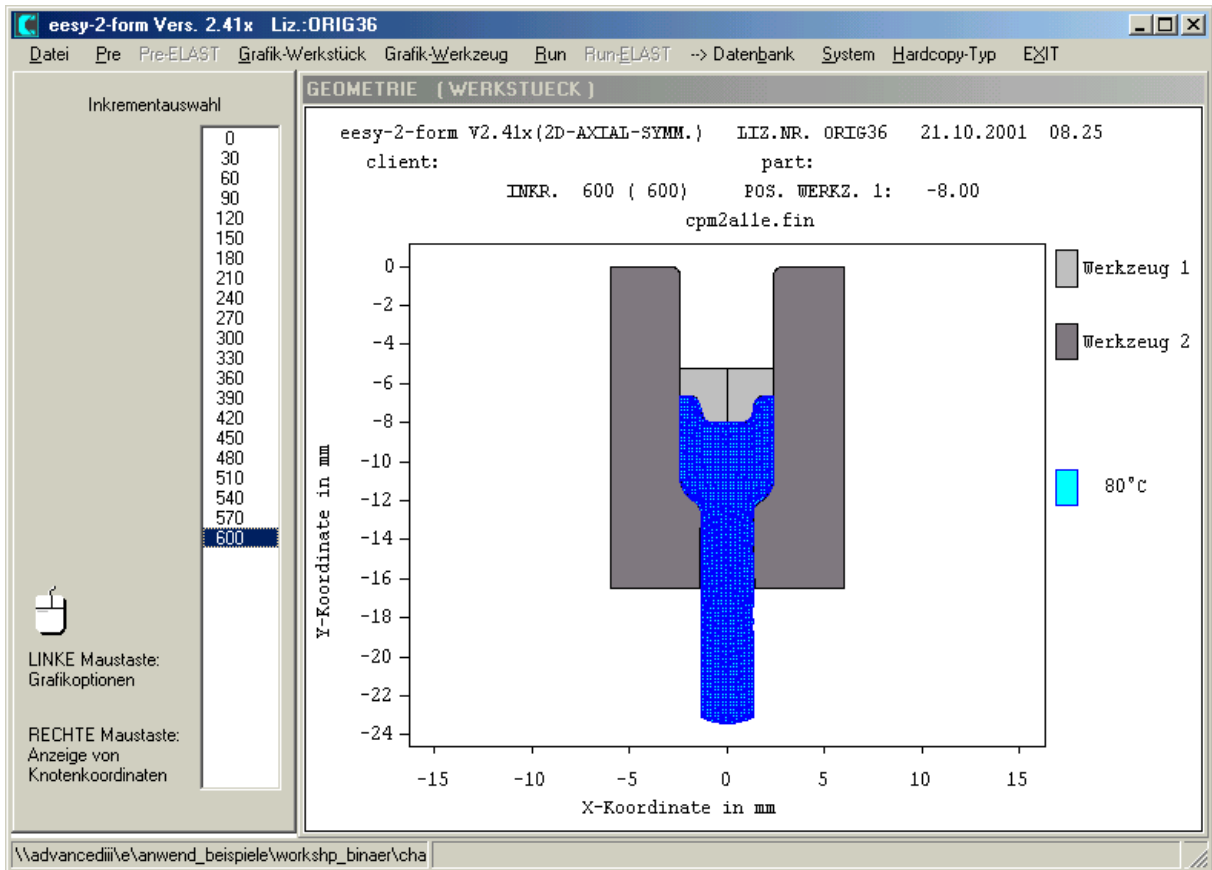 eesy-2-form Vers. 2.41x Liz.:ORIG36
Datei Pre Pre-ELAST Grafik-Werkstück Grafik-Werkzeug Run Run-ELAST --> Datenbank System Hardcopy-Typ EXIT
Inkrementauswahl
0
30
60
90
120
150
180
210
240
270
300
330
360
390
420
450
480
510
540
570
600
LINKE Maustaste:
Grafikoptionen
RECHTE Maustaste:
Anzeige von
Knotenkoordinaten
GEOMETRIE (WERKSTUECK)
eesy-2-form V2.41x(2D-AXIAL-SYMM.) LIZ.NR. ORIG36 21.10.2001 08.25
client: part:
INKR. 600 ( 600) POS. WERKZ. 1: -8.00
cpm2alle.fin
Y-Koordinate in mm
0
-2
-4
-6
-8
-10
-12
-14
-16
-18
-20
-22
-24
-15 -10 -5 0 5 10 15
X-Koordinate in mm
Werkzeug 1
Werkzeug 2
80°C
\\advancediii\e\anwend_beispiele\workshp_binaer\cha